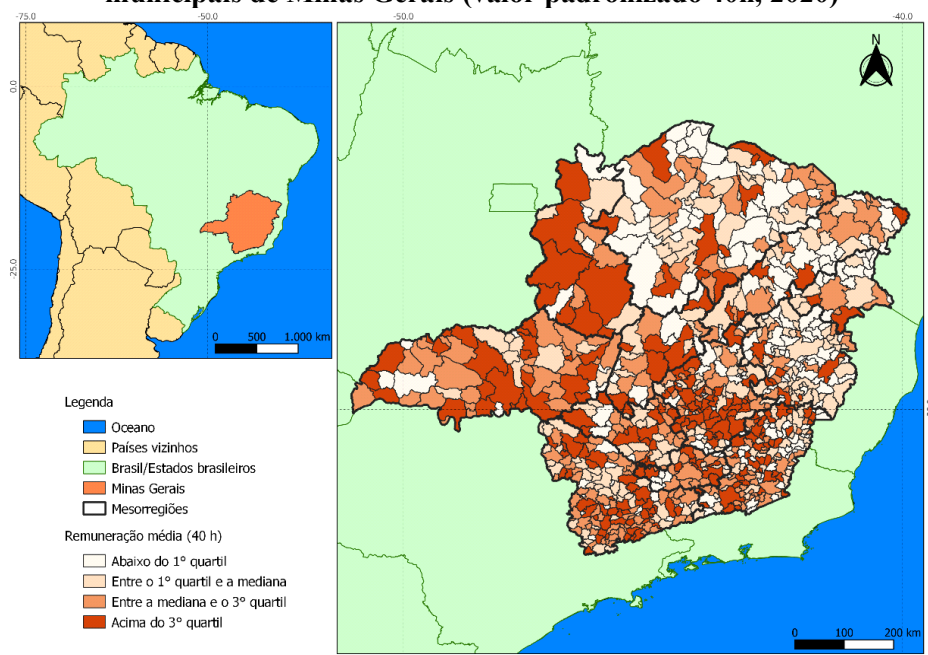 municipais de Minas Gerais (valor padronizado 40h, 2020)
-75.0
-50.0
-50.0
-40.0
0.0
-25.0
N
0 500 1.000 km
Legenda
Oceano
Países vizinhos
Brasil/Estados brasileiros
Minas Gerais
Mesorregiões
Remuneração média (40 h)
Abaixo do 1° quartil
Entre o 1° quartil e a mediana
Entre a mediana e o 3° quartil
Acima do 3° quartil
0 100 200 km